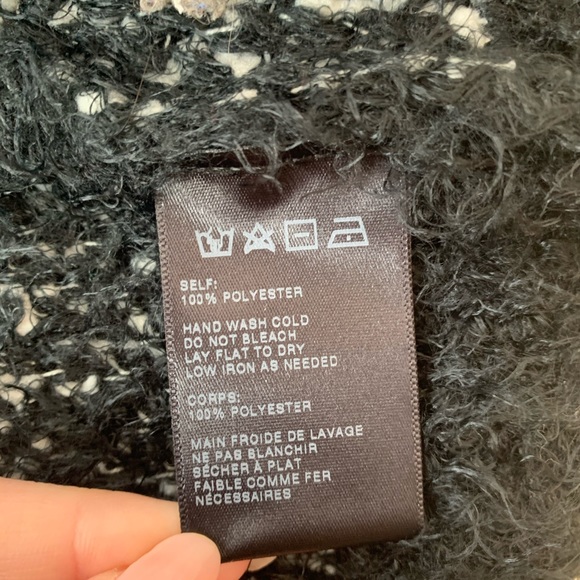 SELF:
100% POLYESTER
HAND WASH COLD
DO NOT BLEACH
LAY FLAT TO DRY
LOW IRON AS NEEDED
CORPS:
100% POLYESTER
MAIN FROIDE DE LAVAGE
NE PAS BLANCHIR
SÉCHER À PLAT
FAIBLE COMME FER
NÉCESSAIRES